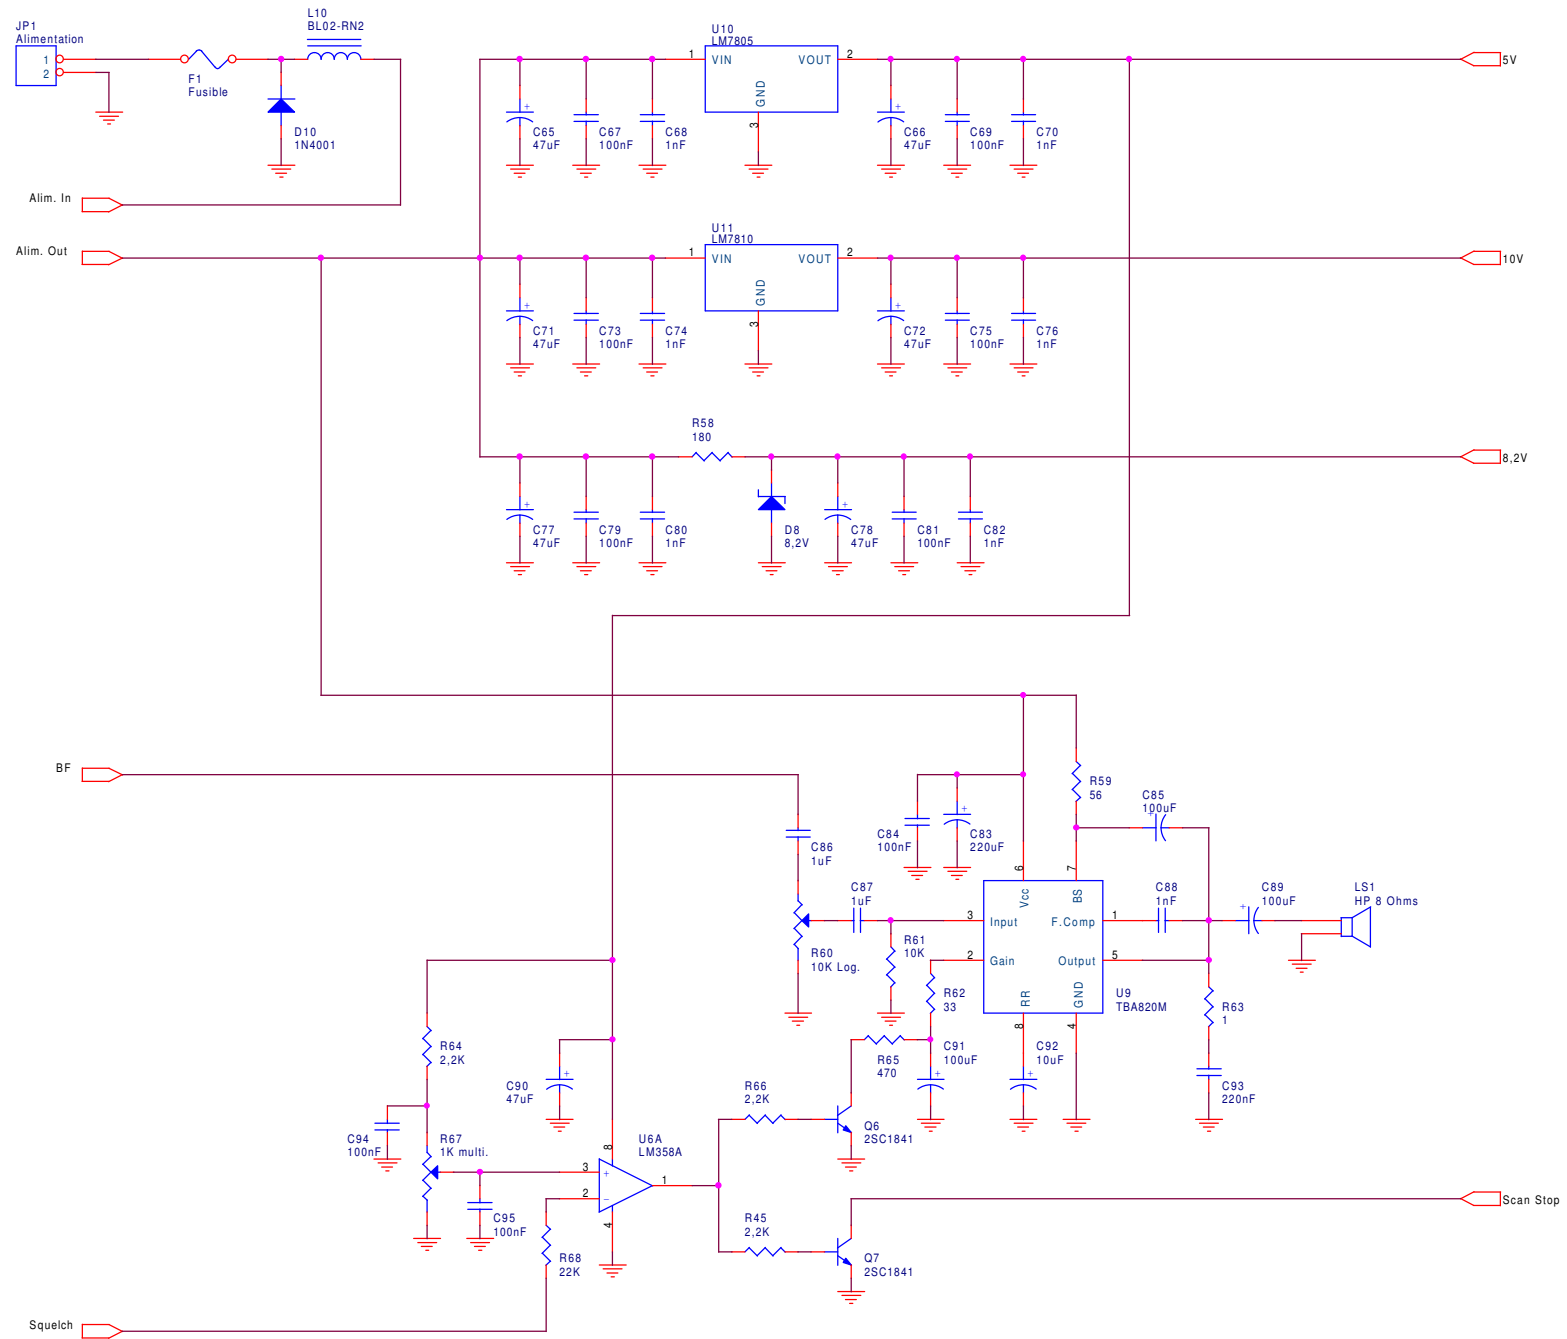 JP1
Alimentation
1
2
F1
Fusible
L10
BL02-RN2
D10
1N4001
Alim. In
Alim. Out
U10
LM7805
1
VIN
VOUT
2
GND
3
5V
C65
47uF
C67
100nF
C68
1nF
C66
47uF
C69
100nF
C70
1nF
U11
LM7810
1
VIN
VOUT
2
GND
3
10V
C71
47uF
C73
100nF
C74
1nF
C72
47uF
C75
100nF
C76
1nF
R58
180
8,2V
C77
47uF
C79
100nF
C80
1nF
D8
8,2V
C78
47uF
C81
100nF
C82
1nF
BF
C86
1uF
C87
1uF
R60
10K Log.
R61
10K
C84
100nF
C83
220uF
R59
56
C85
100uF
6
7
Vcc
BS
3
Input
F.Comp
1
2
Gain
Output
5
RR
GND
8
4
U9
TBA820M
C88
1nF
C89
100uF
LS1
HP 8 Ohms
R62
33
R63
1
R65
470
C91
100uF
C92
10uF
C93
220nF
R64
2,2K
C90
47uF
C94
100nF
R67
1K multi.
C95
100nF
U6A
LM358A
8
3
+
2
-
1
4
R68
22K
R66
2,2K
Q6
2SC1841
R45
2,2K
Q7
2SC1841
Scan Stop
Squelch